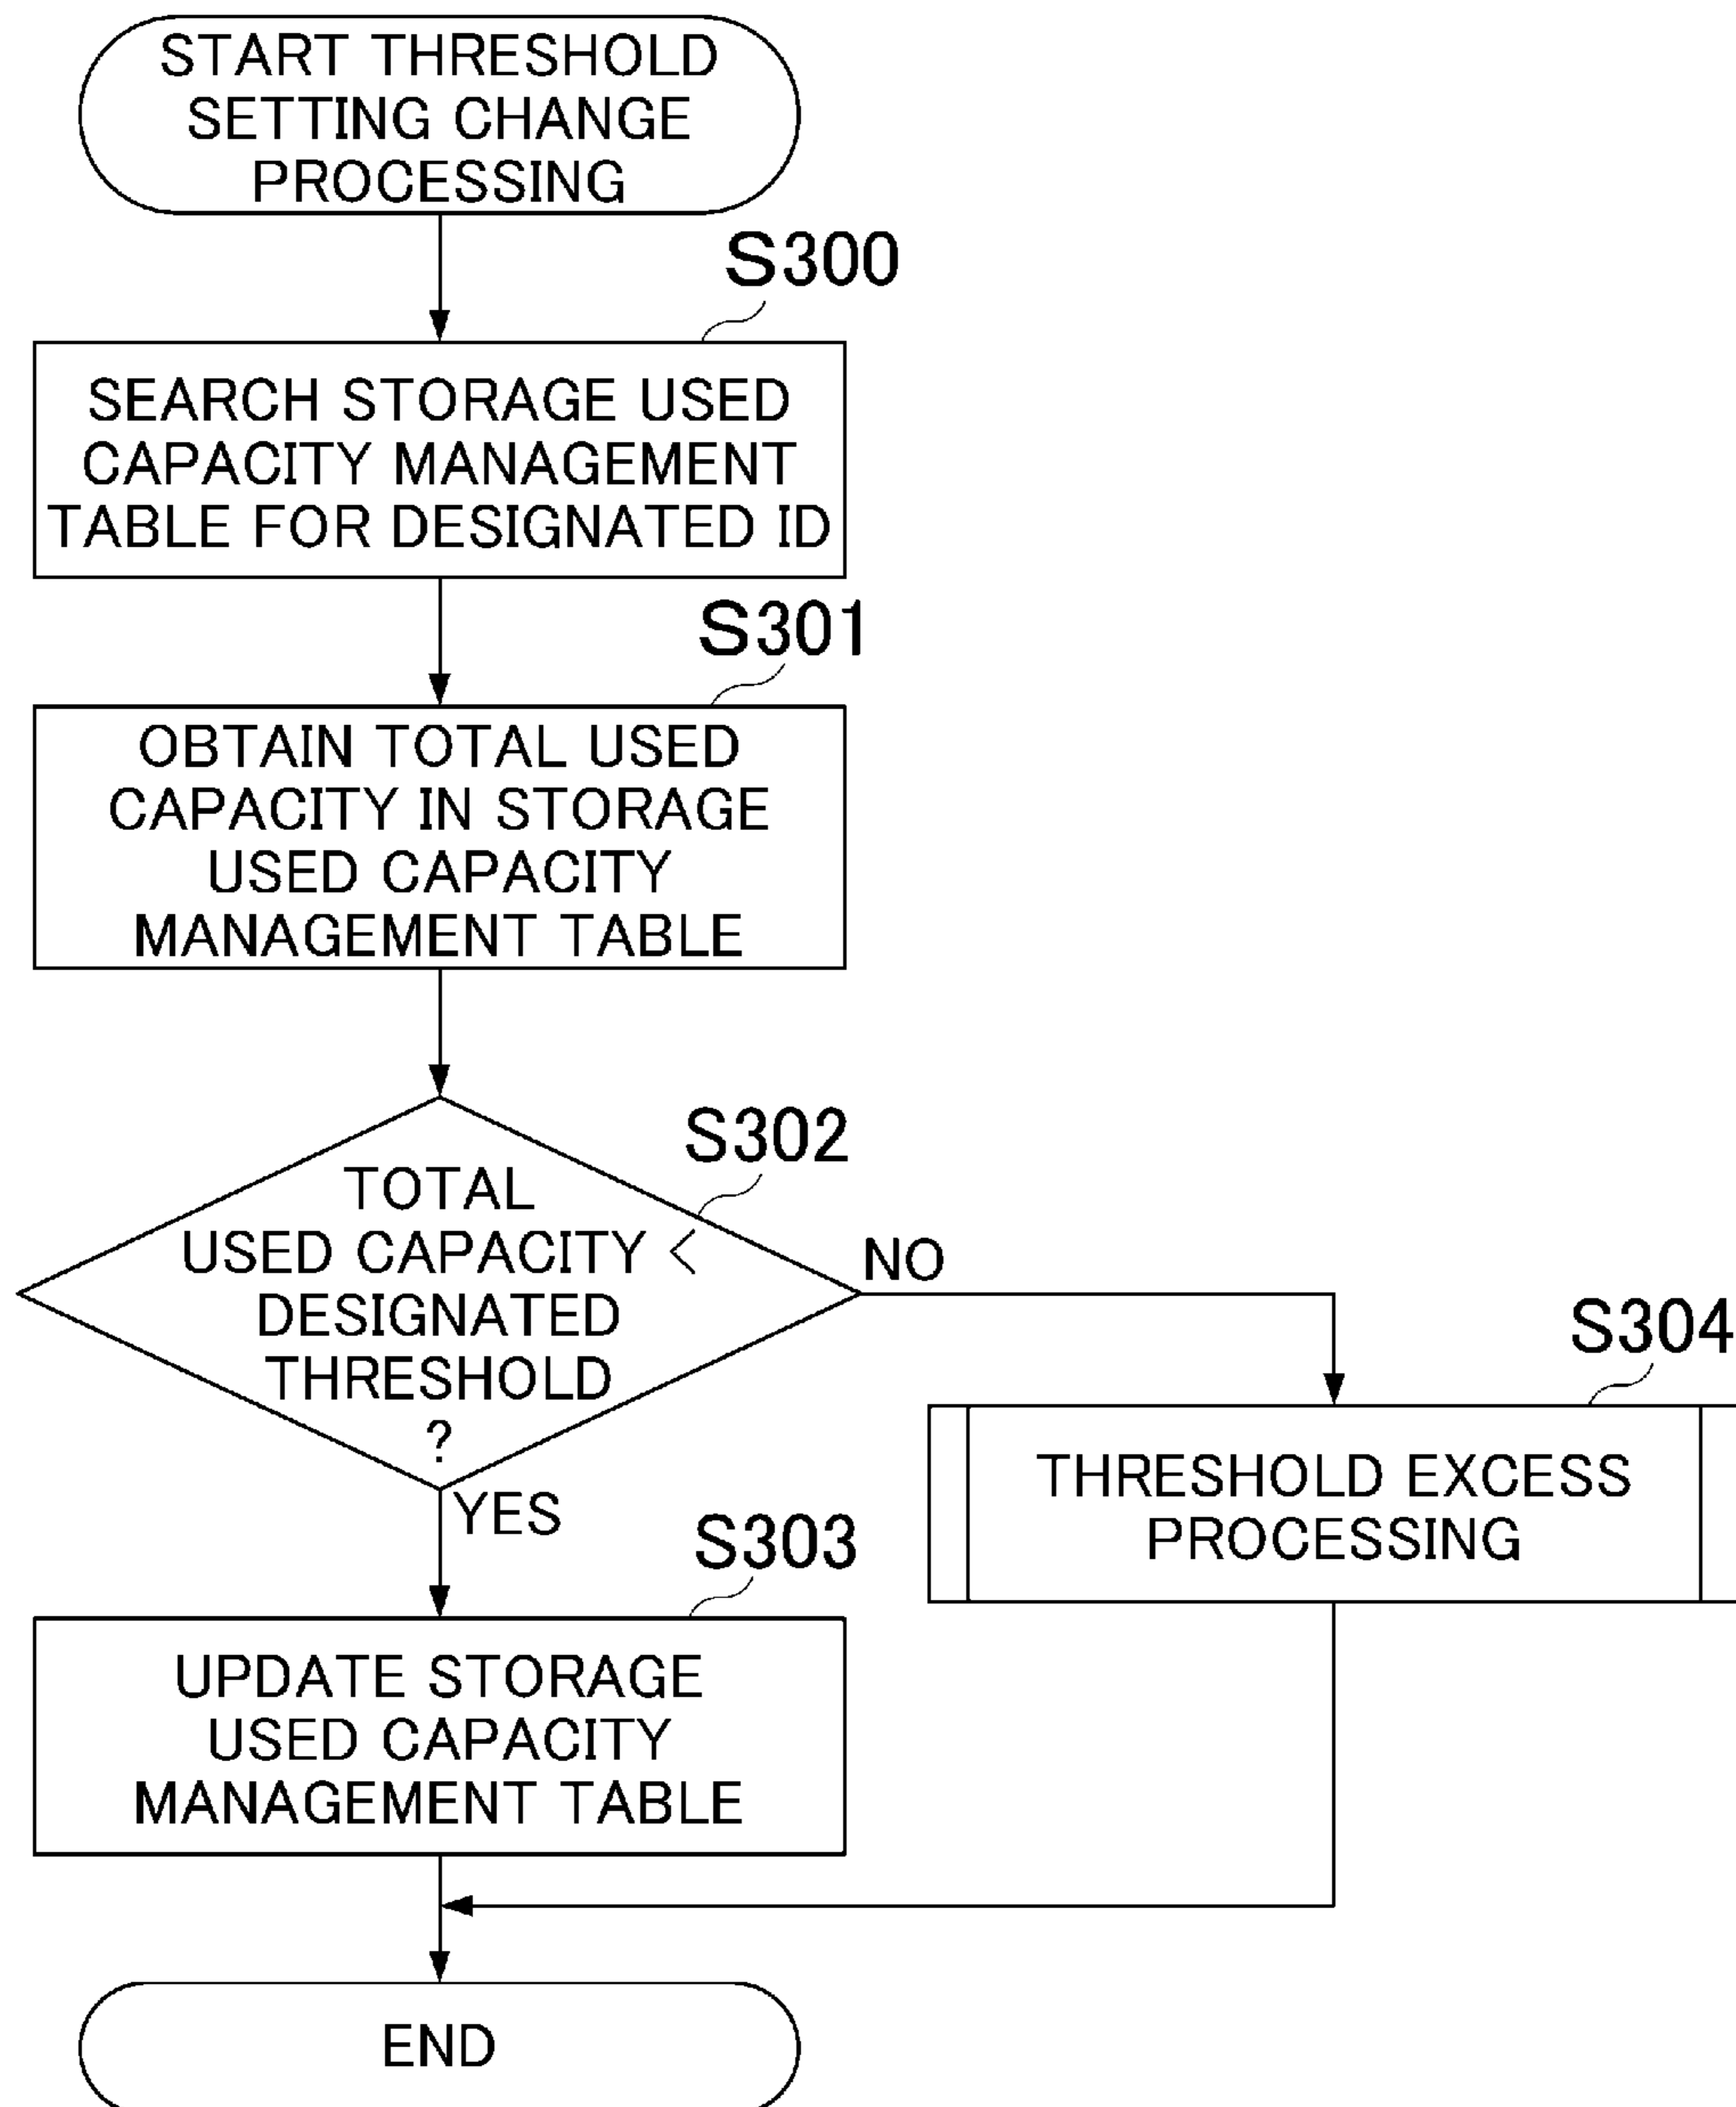 START THRESHOLD
SETTING CHANGE
PROCESSING
S300
SEARCH STORAGE USED
CAPACITY MANAGEMENT
TABLE FOR DESIGNATED ID
S301
OBTAIN TOTAL USED
CAPACITY IN STORAGE
USED CAPACITY
MANAGEMENT TABLE
S302
TOTAL
USED CAPACITY <
DESIGNATED
THRESHOLD
?
NO
YES
S304
THRESHOLD EXCESS
PROCESSING
S303
UPDATE STORAGE
USED CAPACITY
MANAGEMENT TABLE
END